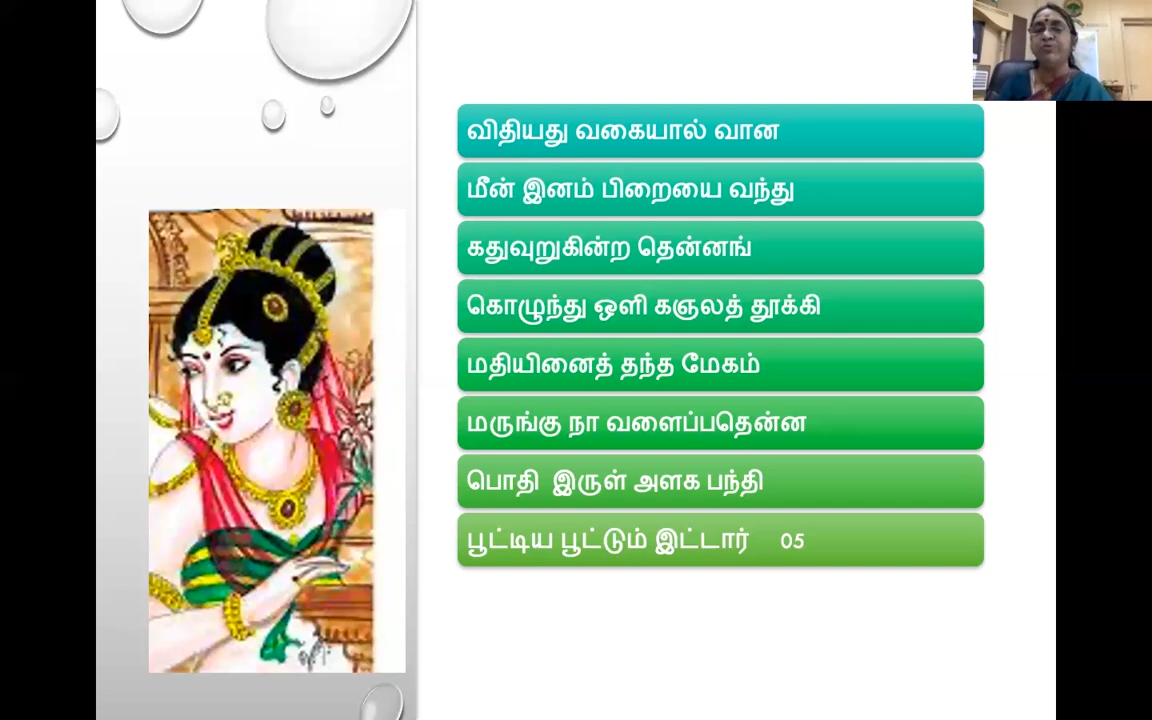 விதியது வகையால் வான
மீன் இனம் பிறையை வந்து
கதுவுறுகின்ற தென்னங்
கொழுந்து ஒளி கஞலத் தூக்கி
மதியினைத் தந்த மேகம்
மருங்கு நா வளைப்பதென்ன
பொதி இருள் அளக பந்தி
பூட்டிய பூட்டும் இட்டார் 05